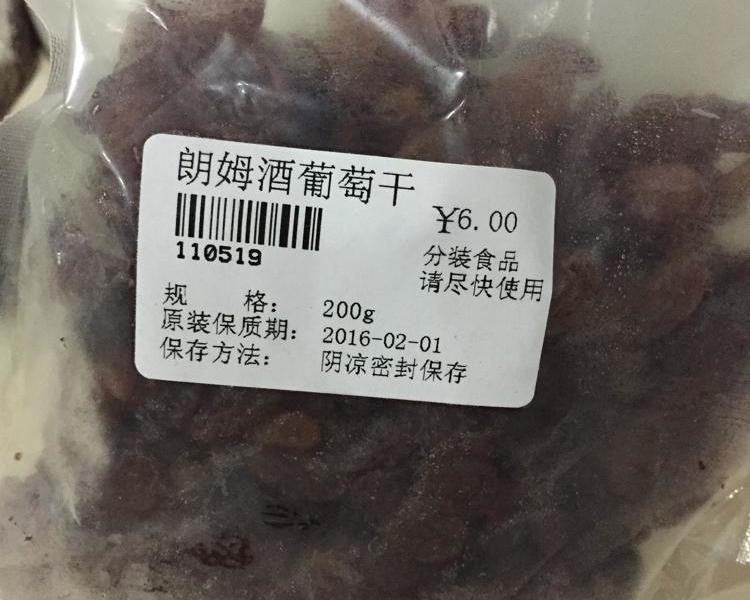 朗姆酒葡萄干
¥6.00
110519
分装食品
请尽快使用
规 格: 200g
原装保质期: 2016-02-01
保存方法: 阴凉密封保存